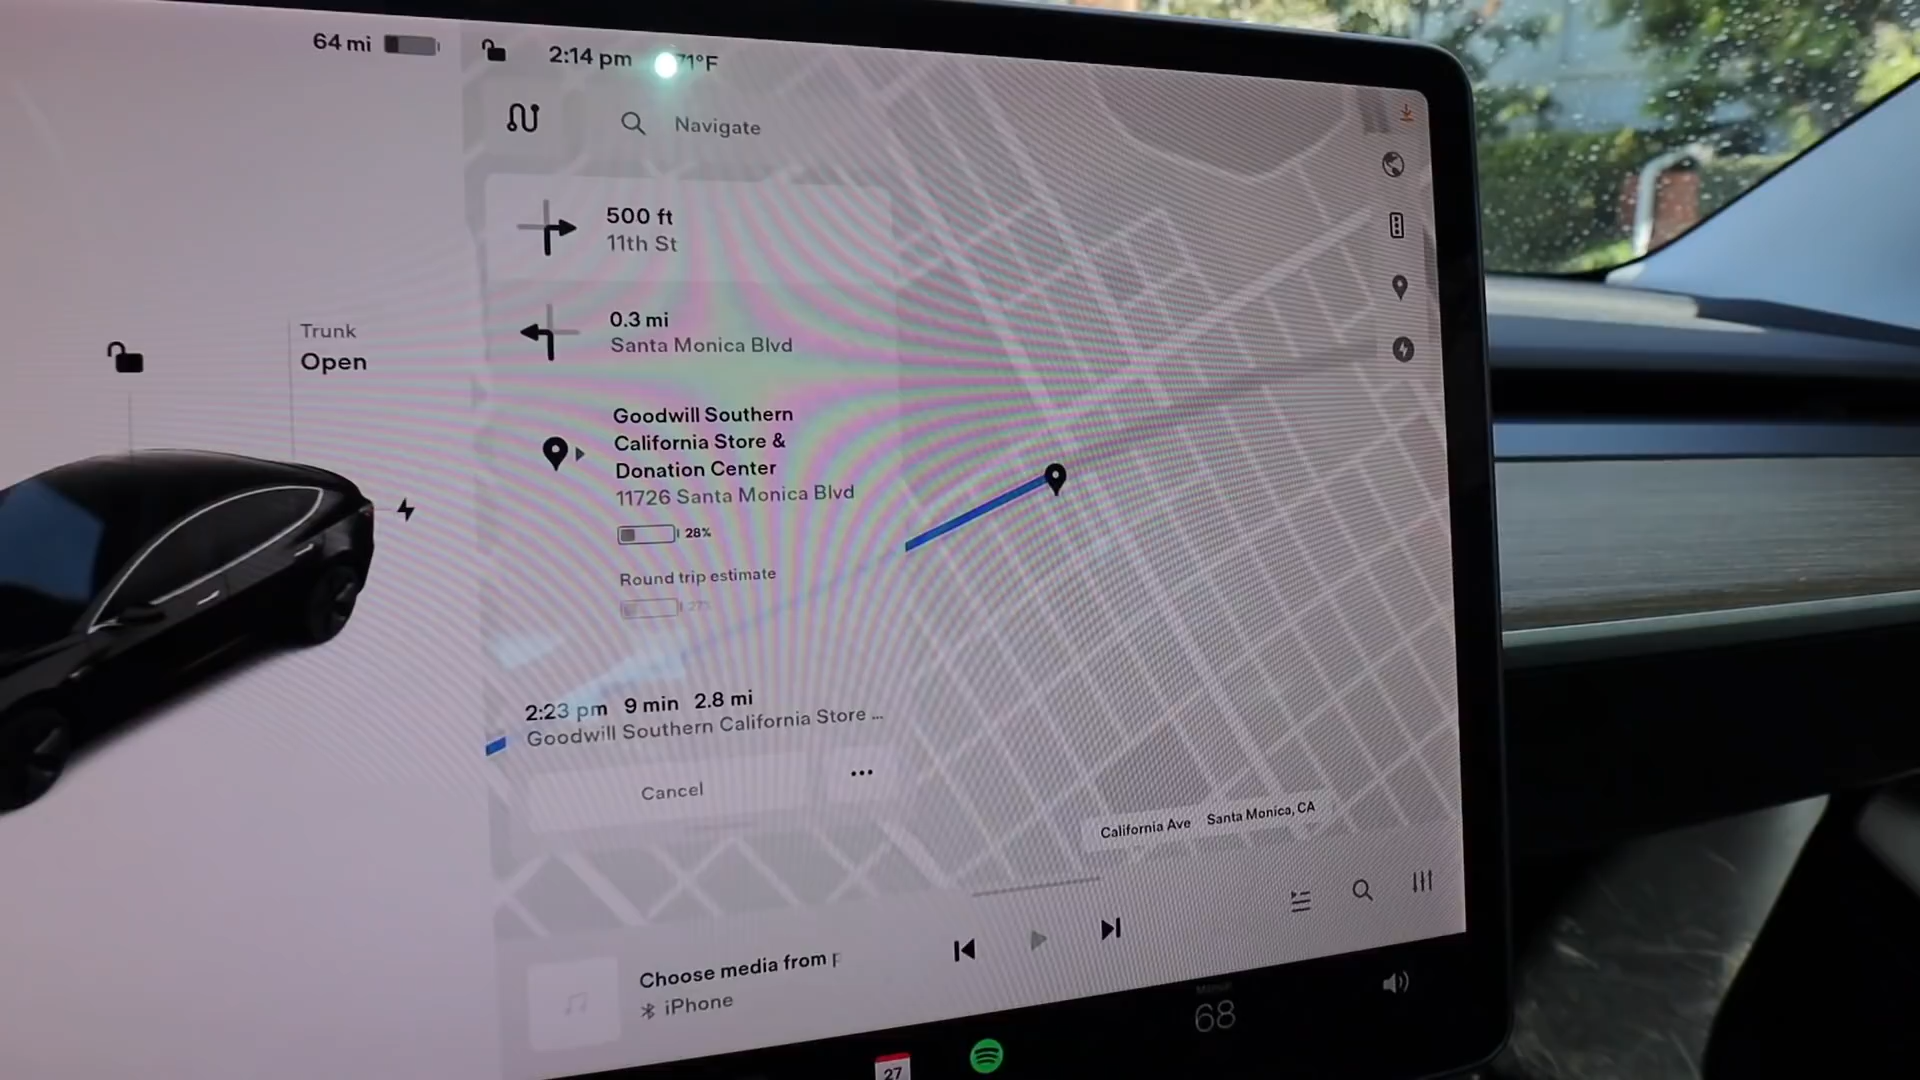 64 mi
2:14 pm
71°F
Navigate
500 ft
11th St
0.3 mi
Santa Monica Blvd
Trunk
Open
Goodwill Southern
California Store &
Donation Center
11726 Santa Monica Blvd
28%
Round trip estimate
27%
2:23 pm 9 min 2.8 mi
Goodwill Southern California Store ...
Cancel
California Ave Santa Monica, CA
Choose media from
iPhone
68
27